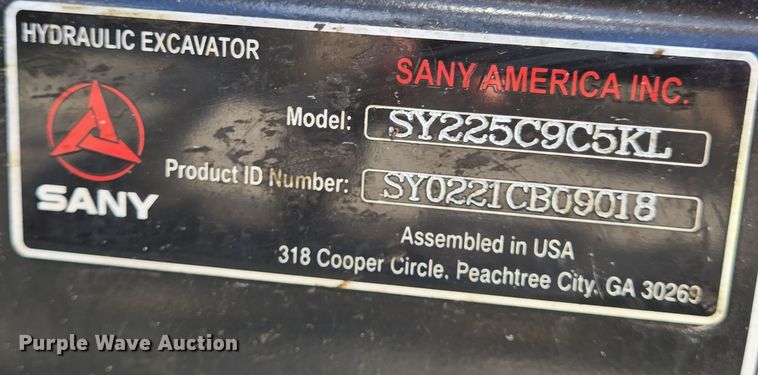 HYDRAULIC EXCAVATOR
SANY AMERICA INC.
Model: SY225C9C5KL
SANY
Product ID Number: SY0221CB09018
Assembled in USA
318 Cooper Circle, Peachtree City, GA 30269
Purple Wave Auction